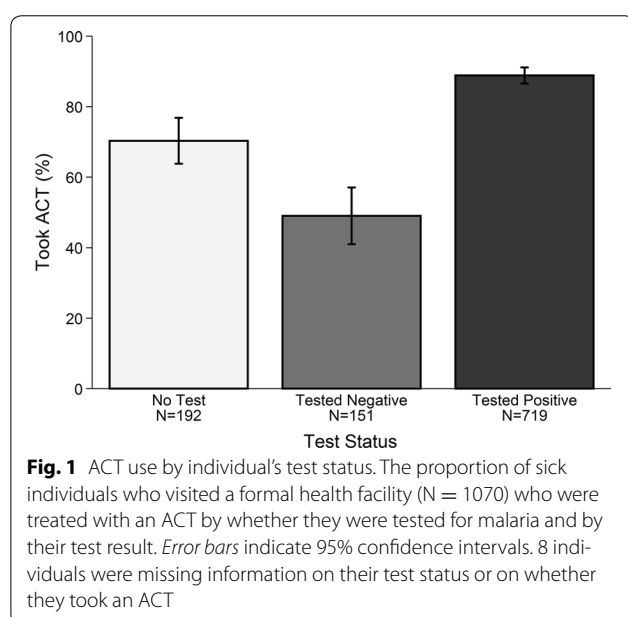 100
80
60
40
20
0
Took ACT (%)
No Test Tested Negative Tested Positive
N=192 N=151 N=719
Test Status
Fig. 1 ACT use by individual's test status. The proportion of sick
individuals who visited a formal health facility (N = 1070) who were
treated with an ACT by whether they were tested for malaria and by
their test result. Error bars indicate 95% confidence intervals. 8 indi-
viduals were missing information on their test status or on whether
they took an ACT